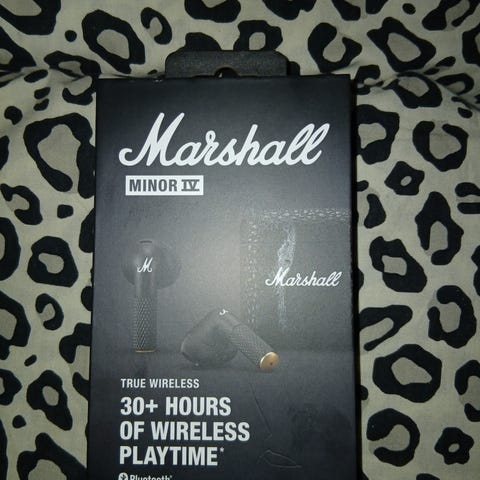 Marshall
MINOR IV
M
Marshall
TRUE WIRELESS
30+ HOURS
OF WIRELESS
PLAYTIME*
Bluetooth®